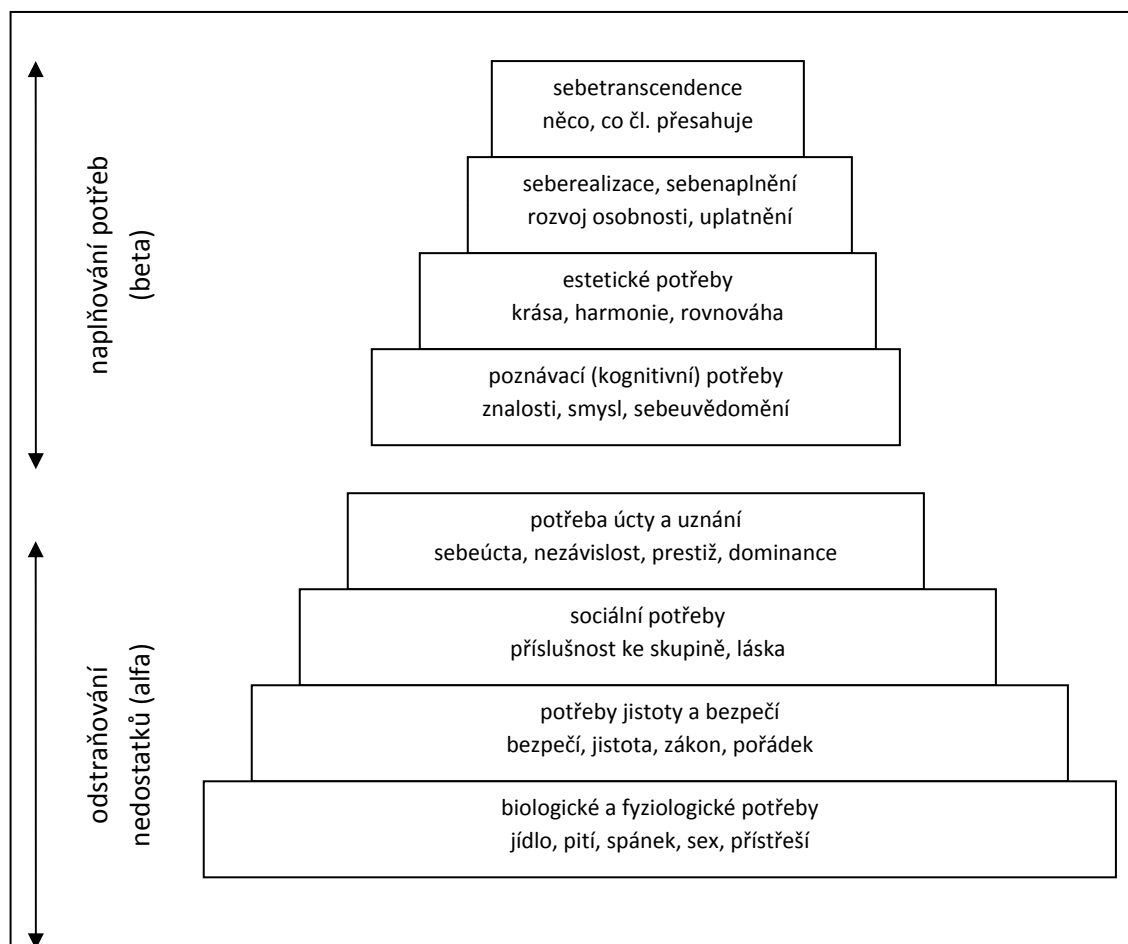 sebetranscendence
něco, co čl. přesahuje
seberealizace, sebenaplnění
rozvoj osobnosti, uplatnění
estetické potřeby
krása, harmonie, rovnováha
poznávací (kognitivní) potřeby
znalosti, smysl, sebeuvědomění
naplňování potřeb
(beta)
potřeba úcty a uznání
sebeúcta, nezávislost, prestiž, dominance
sociální potřeby
příslušnost ke skupině, láska
potřeby jistoty a bezpečí
bezpečí, jistota, zákon, pořádek
biologické a fyziologické potřeby
jídlo, pití, spánek, sex, přístřeší
odstraňování
nedostatků (alfa)